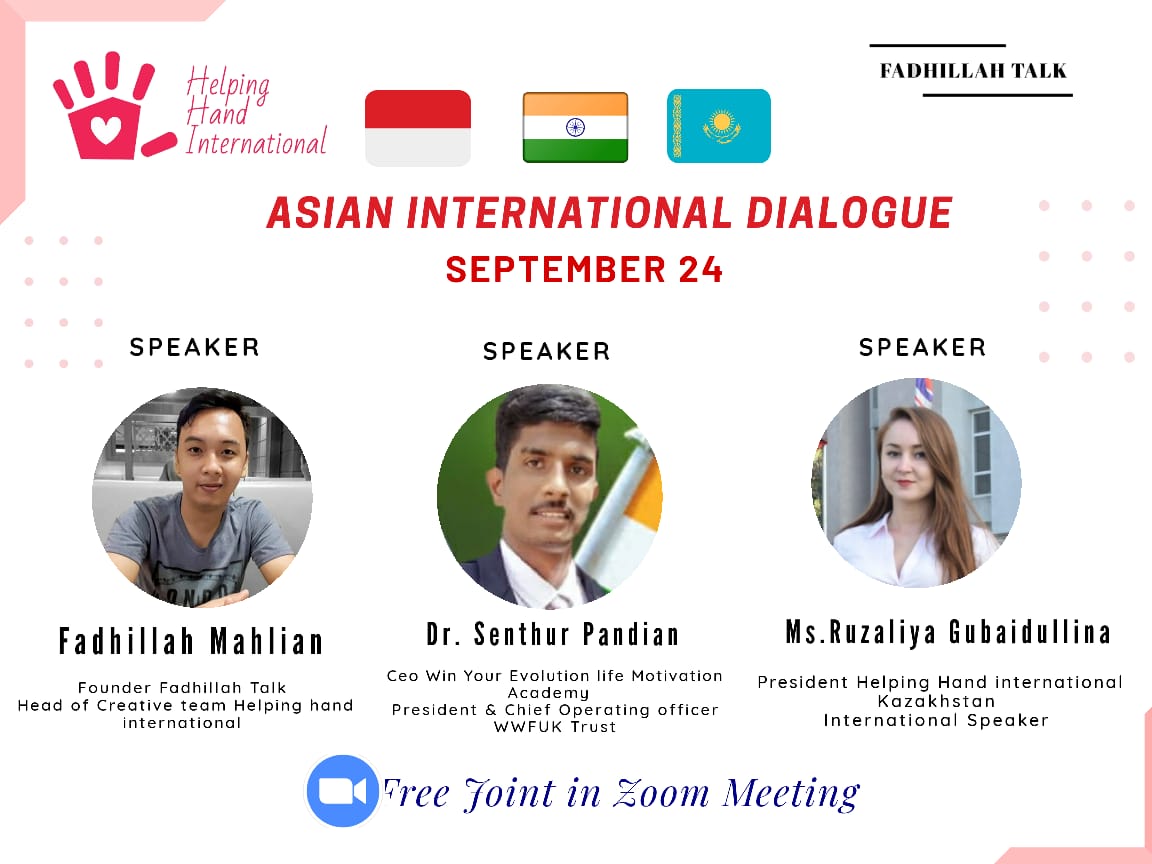 Helping
Hand
International
FADHILLAH TALK
ASIAN INTERNATIONAL DIALOGUE
SEPTEMBER 24
SPEAKER
SPEAKER
SPEAKER
Fadhillah Mahlian
Founder Fadhillah Talk
Head of Creative team Helping hand
international
Dr. Senthur Pandian
Ceo Win Your Evolution life Motivation
Academy
President & Chief Operating officer
WWFUK Trust
Ms.Ruzaliya Gubaidullina
President Helping Hand international
Kazakhstan
International Speaker
Free Joint in Zoom Meeting